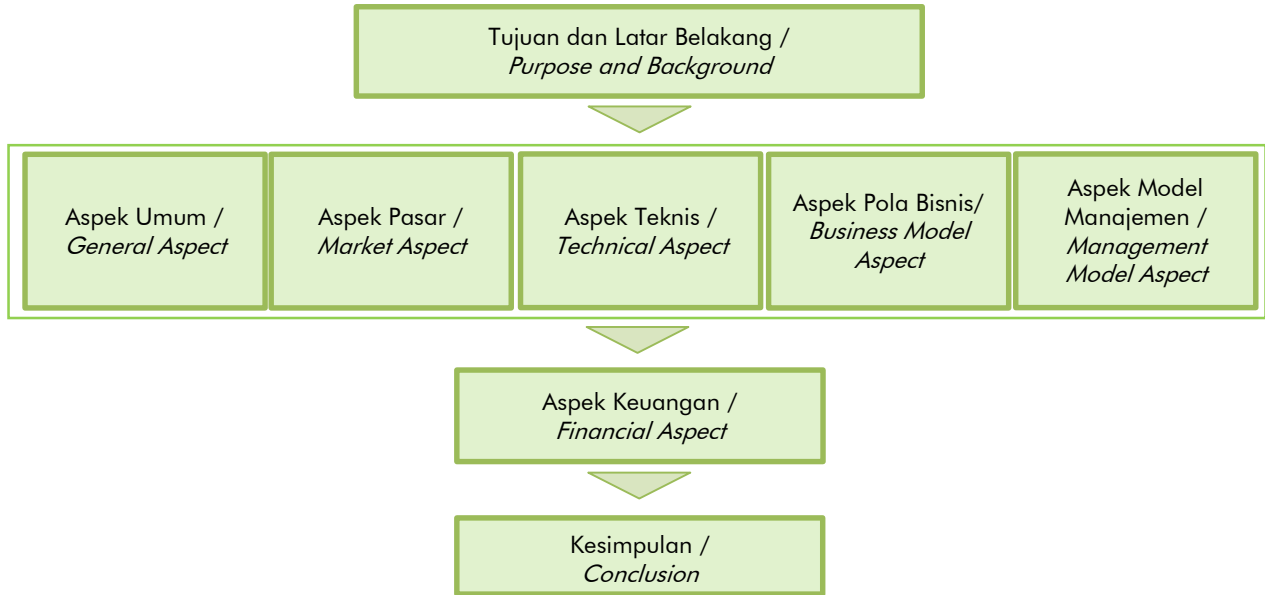 Tujuan dan Latar Belakang /
Purpose and Background
Aspek Umum /
General Aspect
Aspek Pasar /
Market Aspect
Aspek Teknis /
Technical Aspect
Aspek Pola Bisnis/
Business Model
Aspect
Aspek Model
Manajemen /
Management
Model Aspect
Aspek Keuangan /
Financial Aspect
Kesimpulan /
Conclusion